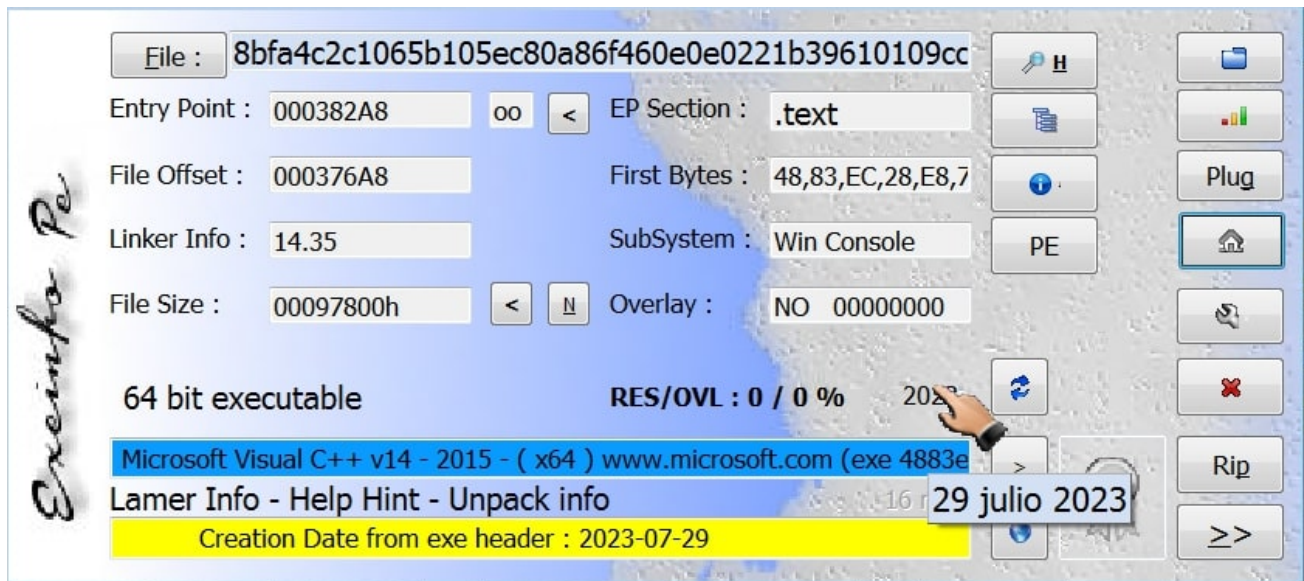 File : 8bfa4c2c1065b105ec80a86f460e0e0221b39610109cc
H
Entry Point : 000382A8 oo < EP Section : .text
File Offset : 000376A8 First Bytes : 48,83,EC,28,E8,7
Plug
Linker Info : 14.35 SubSystem : Win Console
PE
File Size : 00097800h < N Overlay : NO 00000000
Exeinfo Pe
64 bit executable RES/OVL : 0 / 0 %
Microsoft Visual C++ v14 - 2015 - ( x64 ) www.microsoft.com (exe 4883e
> Rip
Lamer Info - Help Hint - Unpack info
29 julio 2023
Creation Date from exe header : 2023-07-29
>>